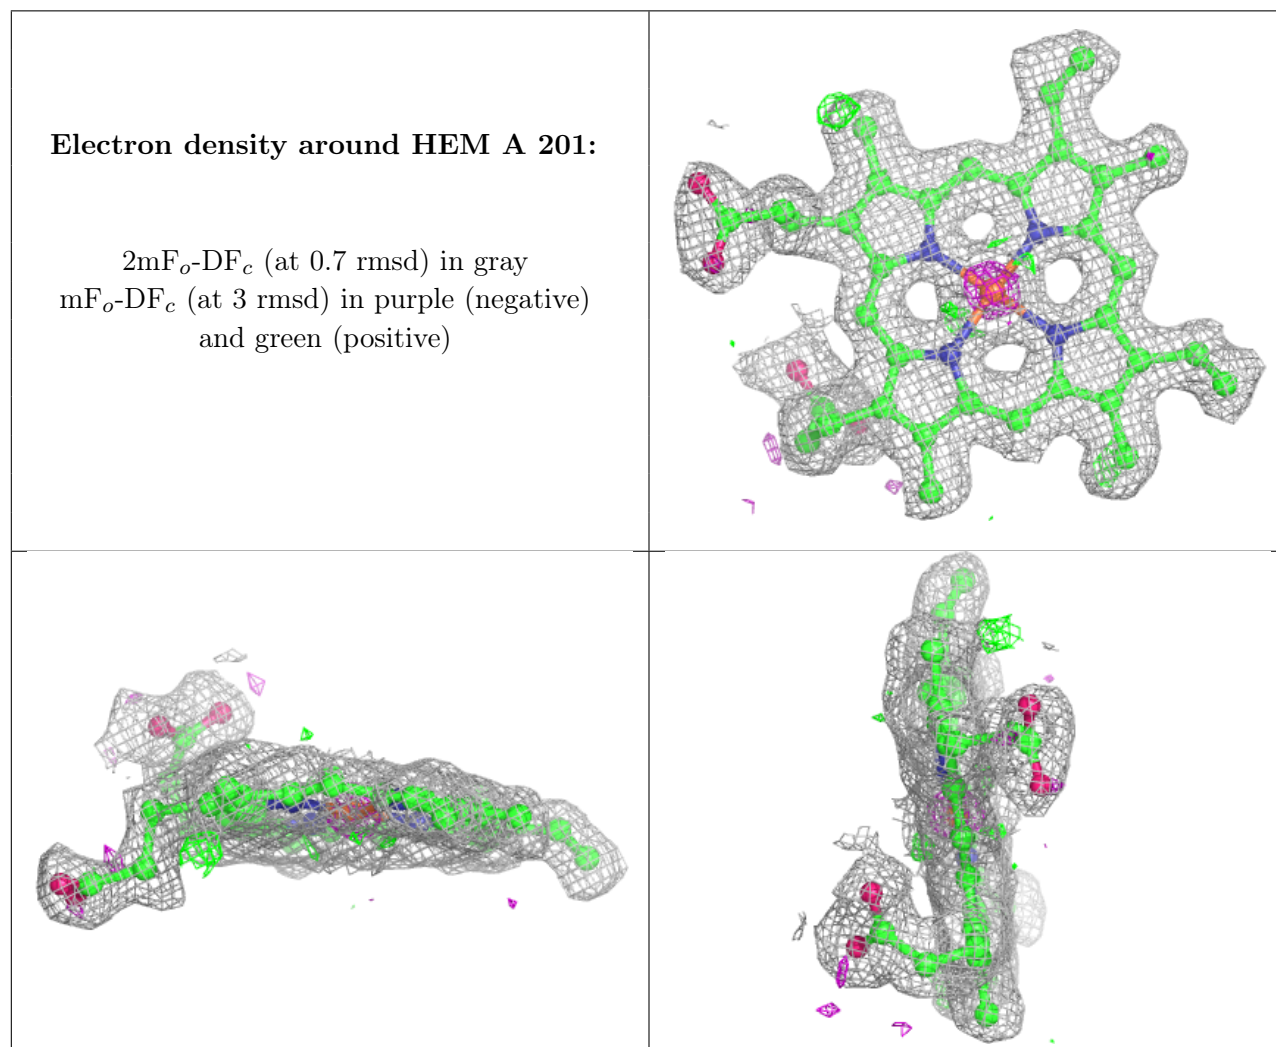 Electron density around HEM A 201:
2mFo-DFc (at 0.7 rmsd) in gray
mFo-DFc (at 3 rmsd) in purple (negative)
and green (positive)